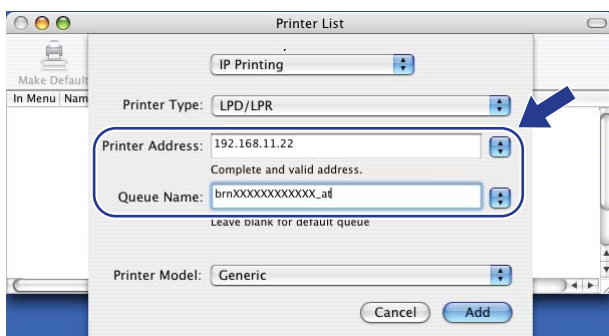 Printer List
IP Printing
Make Default
In Menu Nam
Printer Type: LPD/LPR
Printer Address: 192.168.11.22
Complete and valid address.
Queue Name: brnXXXXXXXXXXXX_at
Leave blank for default queue
Printer Model: Generic
Cancel Add